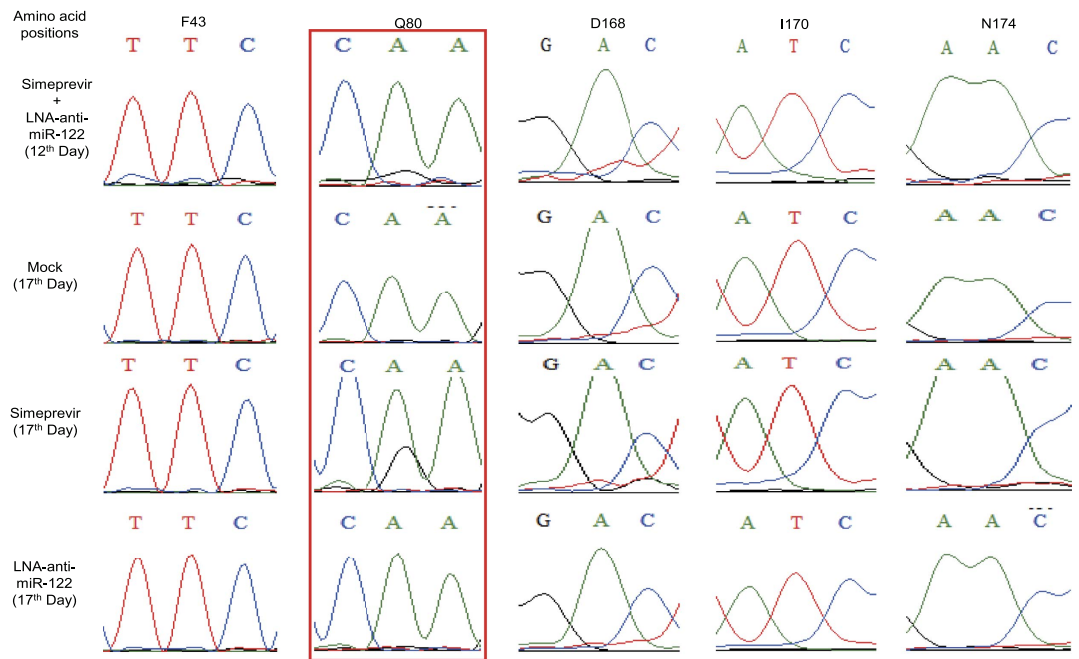 Amino acid
positions
F43
Q80
D168
I170
N174
T T C
C A A
G A C
A T C
A A C
Simeprevir
+
LNA-anti-
miR-122
(12th Day)
T T C
C A A
G A C
A T C
A A C
Mock
(17th Day)
T T C
C A A
G A C
A T C
A A C
Simeprevir
(17th Day)
T T C
C A A
G A C
A T C
A A C
LNA-anti-
miR-122
(17th Day)